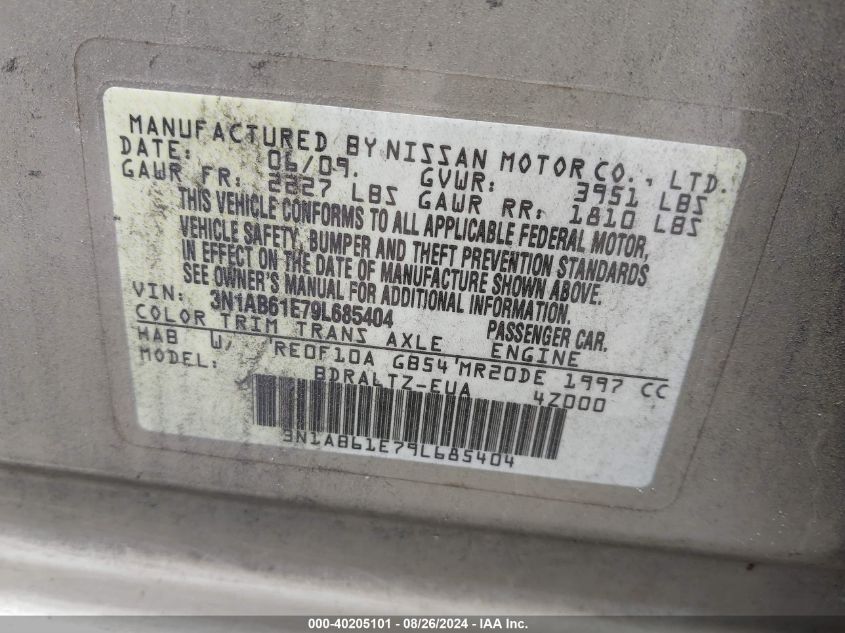 MANUFACTURED BY NISSAN MOTOR CO., LTD.
DATE: 06/09. GVWR: 3951 LBS
GAWR FR: 2227 LBS GAWR RR: 1810 LBS
THIS VEHICLE CONFORMS TO ALL APPLICABLE FEDERAL MOTOR,
VEHICLE SAFETY, BUMPER AND THEFT PREVENTION STANDARDS
IN EFFECT ON THE DATE OF MANUFACTURE SHOWN ABOVE.
SEE OWNER'S MANUAL FOR ADDITIONAL INFORMATION.
VIN: 3N1AB61E79L685404 PASSENGER CAR.
COLOR TRIM TRANS AXLE ENGINE
HAB W/ RE0F10A GB54 MR20DE 1997 CC
MODEL: BDRALTZ-EUA 4Z000
3N1AB61E79L685404
000-40205101 - 08/26/2024 - IAA Inc.